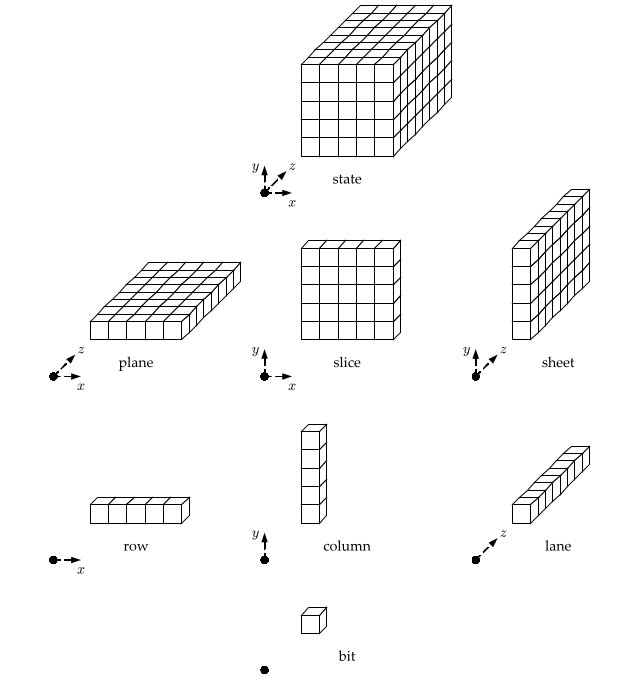 y
z
x
state
z
x
plane
y
x
slice
y
z
sheet
x
row
y
column
z
lane
bit